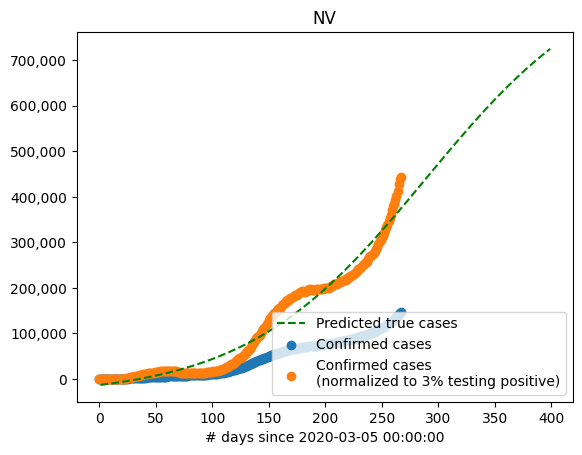 NV
700,000
600,000
500,000
400,000
300,000
200,000
100,000
0
Predicted true cases
Confirmed cases
Confirmed cases
(normalized to 3% testing positive)
0 50 100 150 200 250 300 350 400
# days since 2020-03-05 00:00:00